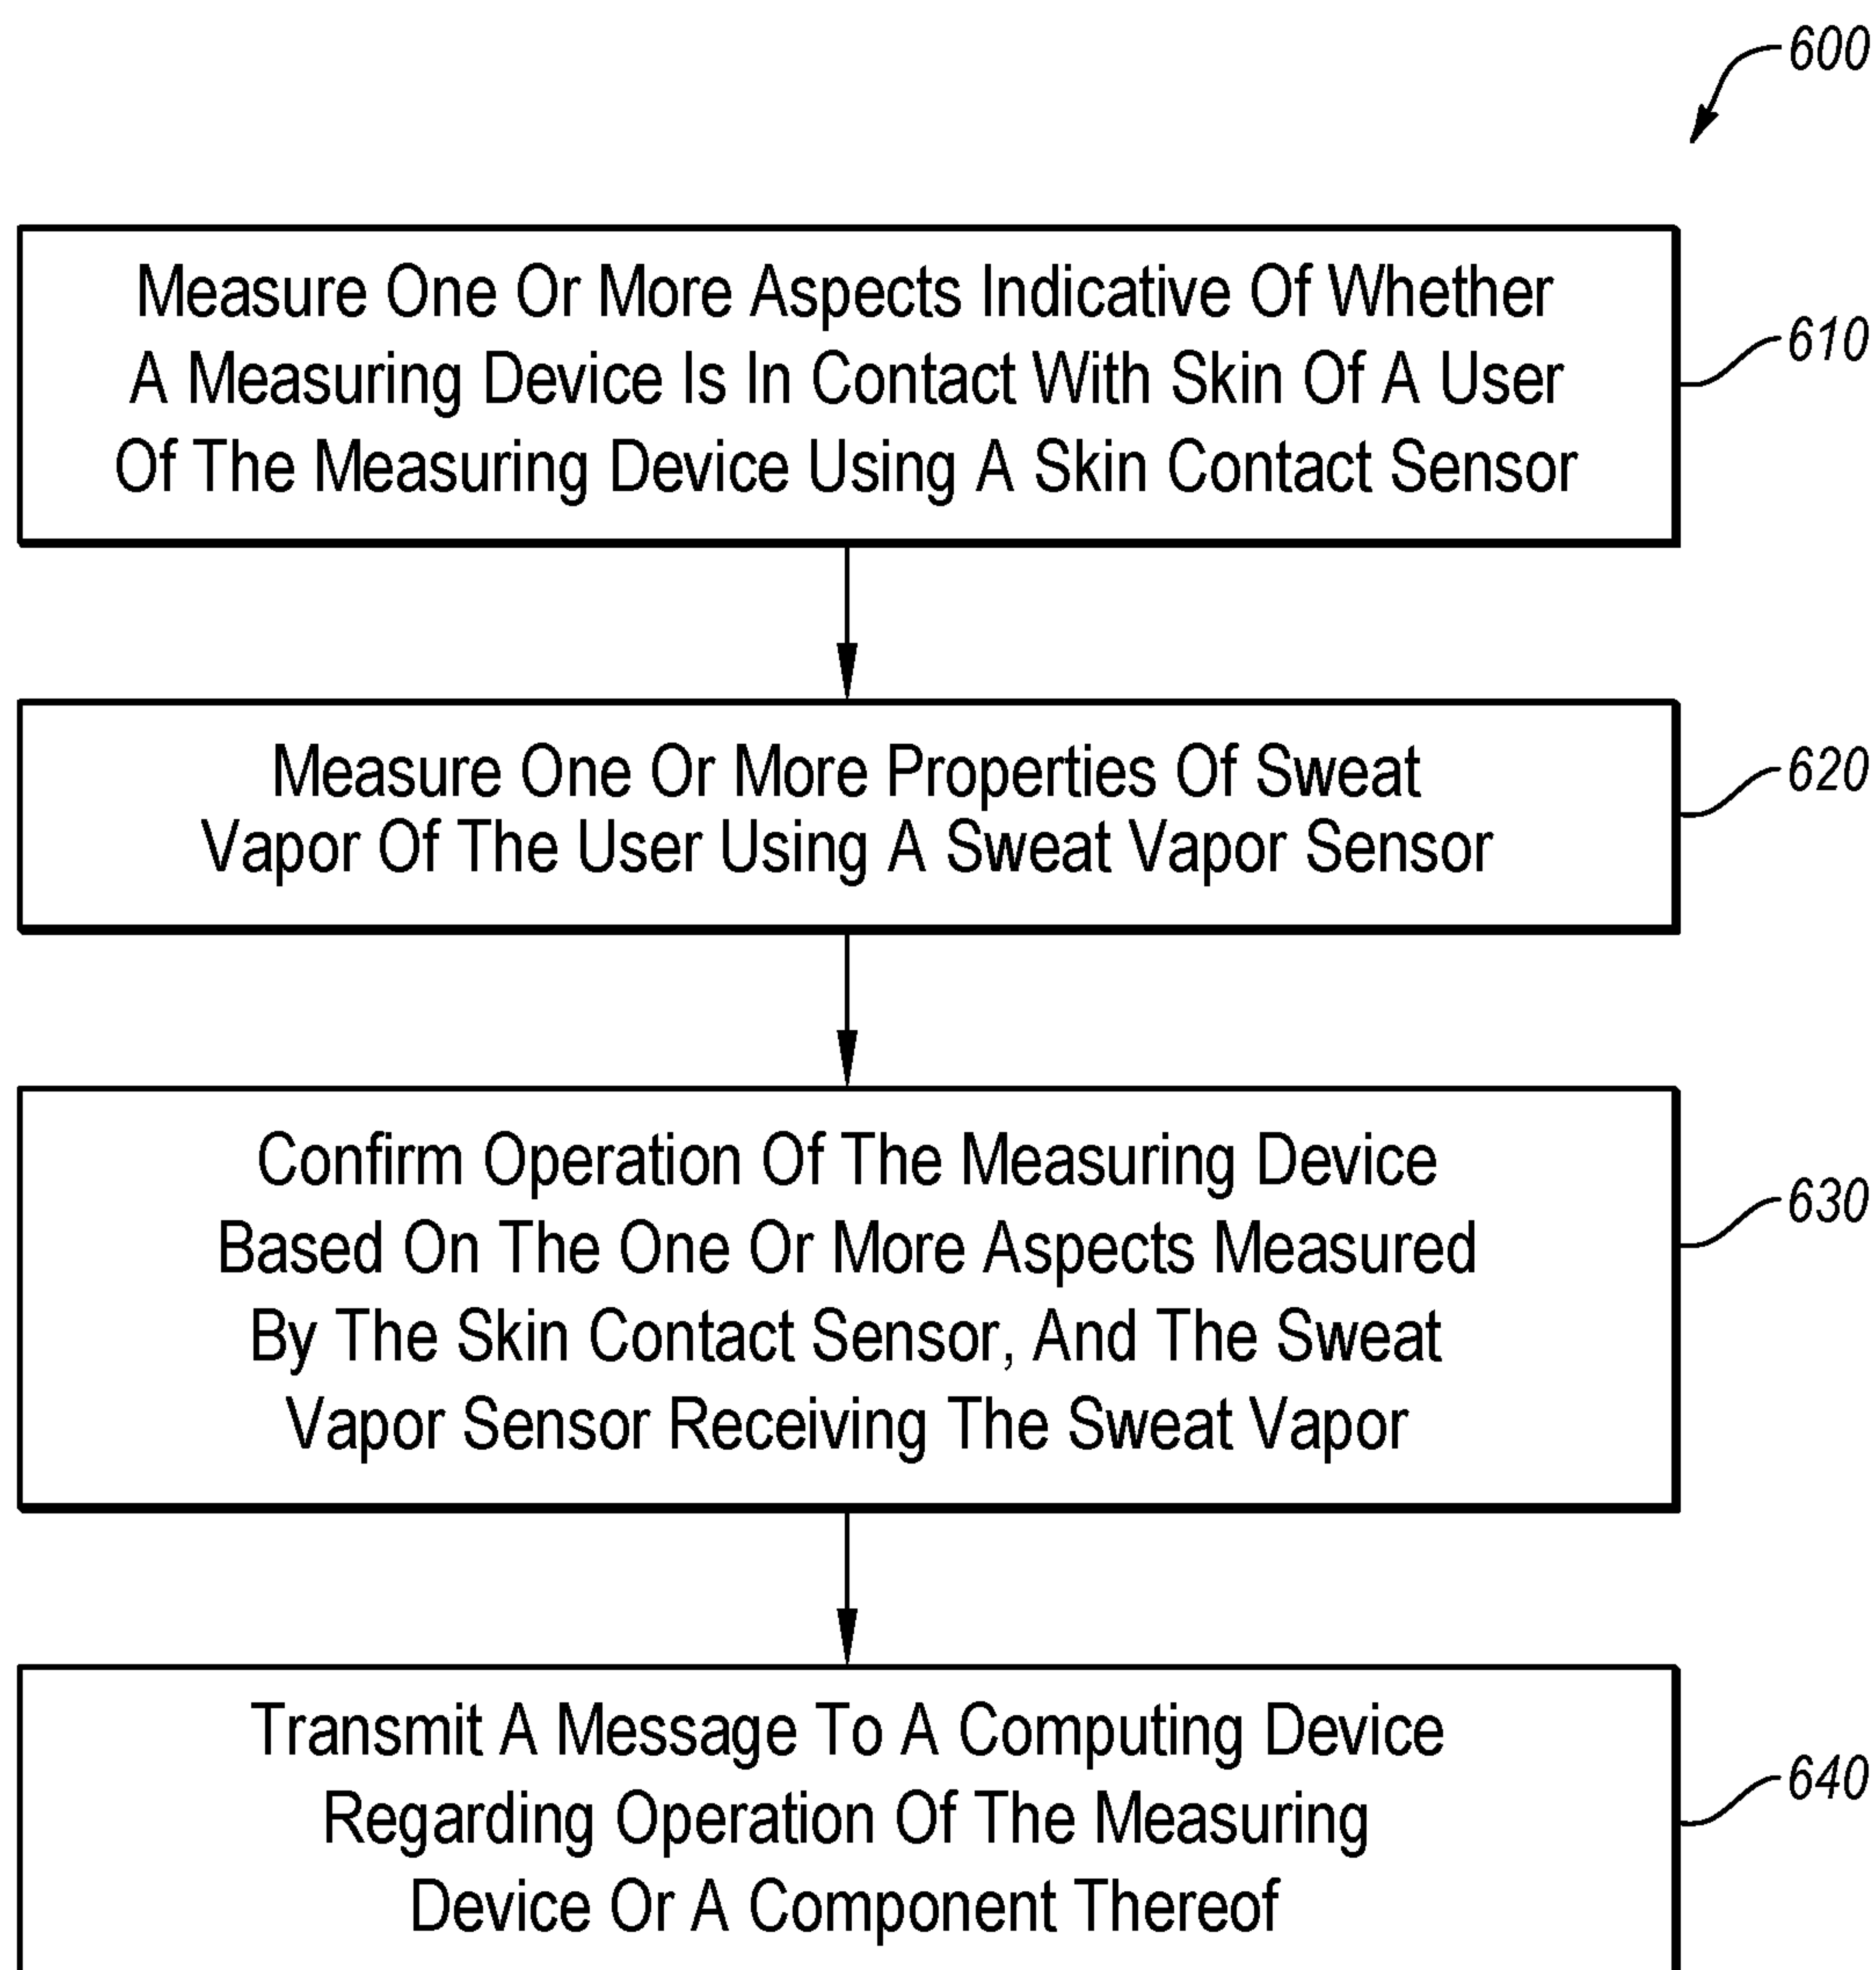 600
Measure One Or More Aspects Indicative Of Whether
A Measuring Device Is In Contact With Skin Of A User
Of The Measuring Device Using A Skin Contact Sensor
610
Measure One Or More Properties Of Sweat
Vapor Of The User Using A Sweat Vapor Sensor
620
Confirm Operation Of The Measuring Device
Based On The One Or More Aspects Measured
By The Skin Contact Sensor, And The Sweat
Vapor Sensor Receiving The Sweat Vapor
630
Transmit A Message To A Computing Device
Regarding Operation Of The Measuring
Device Or A Component Thereof
640